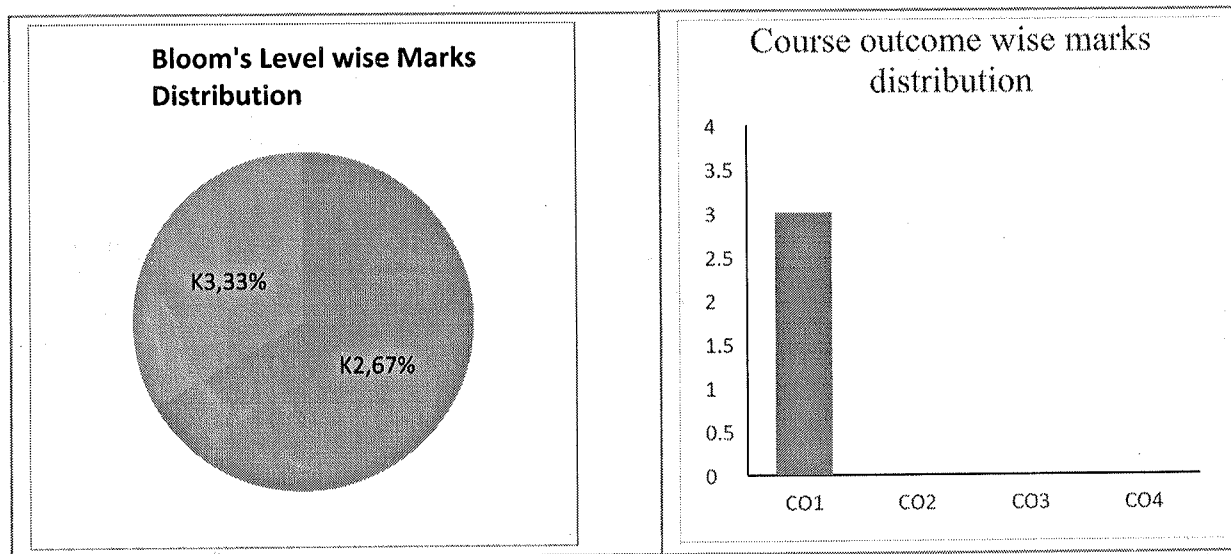 Bloom's Level wise Marks
Distribution
K3,33%
K2,67%
Course outcome wise marks
distribution
4
3.5
3
2.5
2
1.5
1
0.5
0
CO1 CO2 CO3 CO4